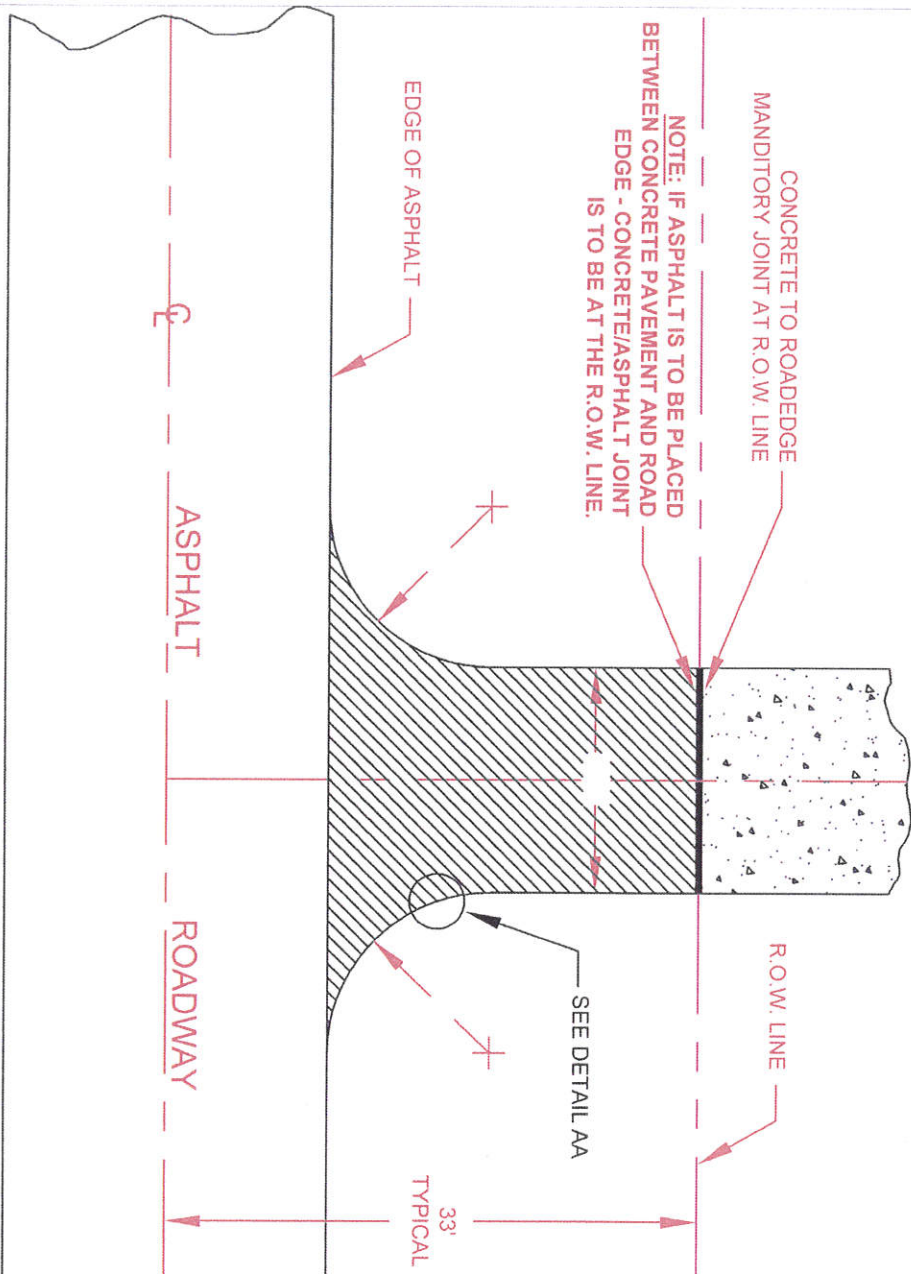 CONCRETE TO ROADEDGE
MANDITORY JOINT AT R.O.W. LINE
NOTE: IF ASPHALT IS TO BE PLACED
BETWEEN CONCRETE PAVEMENT AND ROAD
EDGE - CONCRETE/ASPHALT JOINT
IS TO BE AT THE R.O.W. LINE.
EDGE OF ASPHALT
R.O.W. LINE
SEE DETAIL AA
33'
TYPICAL
CL
ASPHALT
ROADWAY